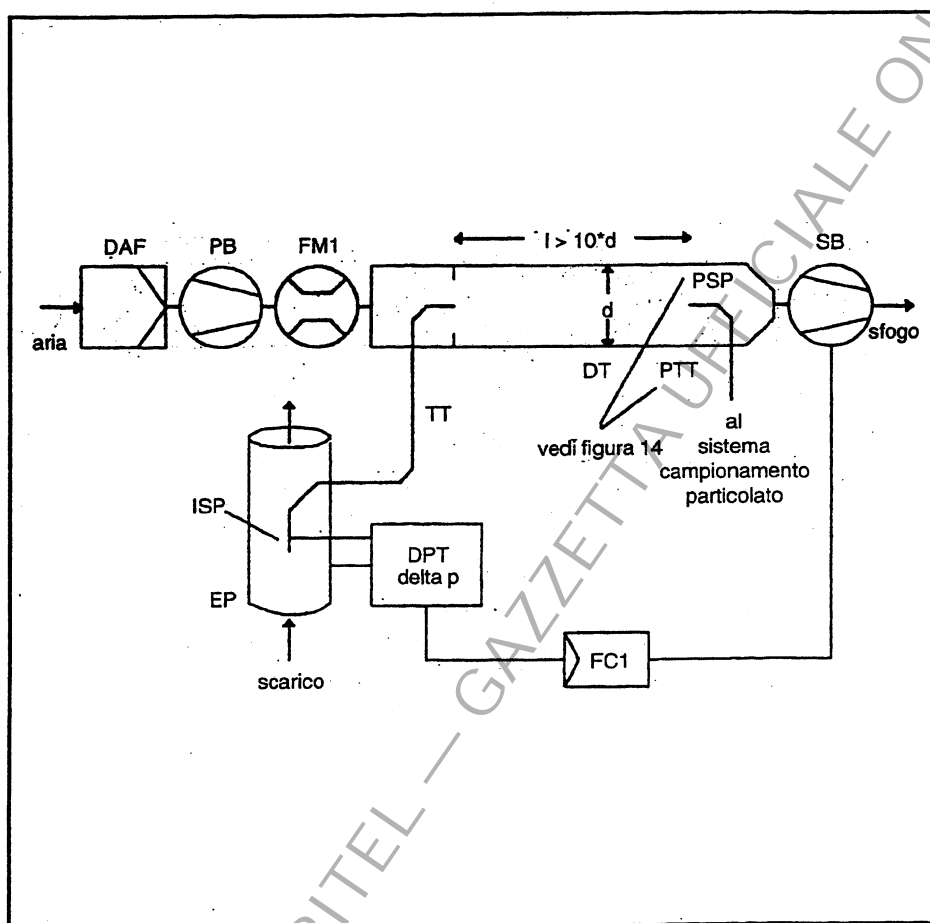 DAF
PB
FM1
l > 10*d
SB
PSP
d
aria
sfogo
DT
PTT
TT
vedi figura 14
al
sistema
campionamento
particolato
ISP
DPT
delta p
EP
FC1
scarico
RITEL — GAZZETTA UFFICIALE ON